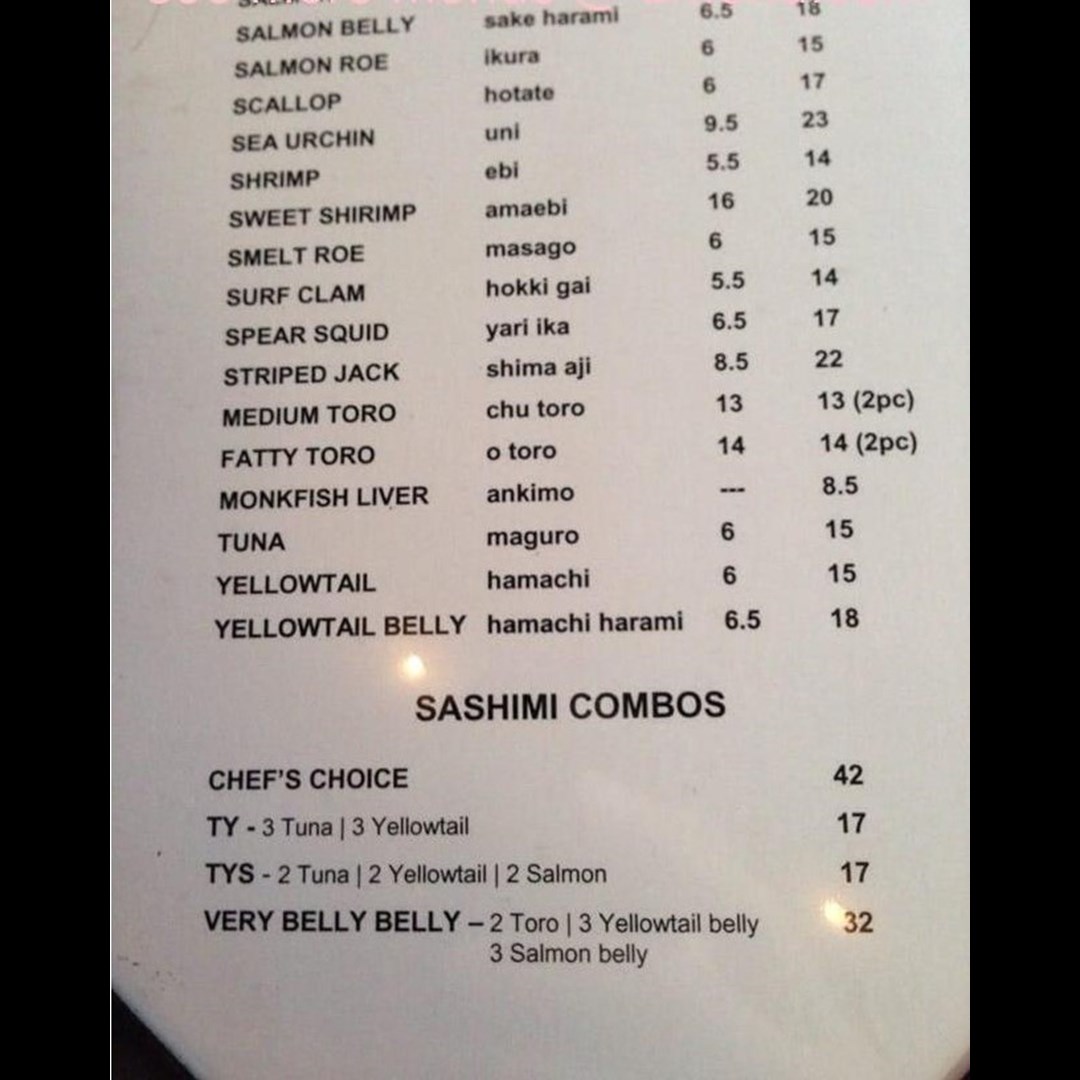 SALMON BELLY sake harami 6.5 18
SALMON ROE ikura 6 15
SCALLOP hotate 6 17
SEA URCHIN uni 9.5 23
SHRIMP ebi 5.5 14
SWEET SHIRIMP amaebi 16 20
SMELT ROE masago 6 15
SURF CLAM hokki gai 5.5 14
SPEAR SQUID yari ika 6.5 17
STRIPED JACK shima aji 8.5 22
MEDIUM TORO chu toro 13 13 (2pc)
FATTY TORO o toro 14 14 (2pc)
MONKFISH LIVER ankimo --- 8.5
TUNA maguro 6 15
YELLOWTAIL hamachi 6 15
YELLOWTAIL BELLY hamachi harami 6.5 18
SASHIMI COMBOS
CHEF'S CHOICE 42
TY - 3 Tuna | 3 Yellowtail 17
TYS - 2 Tuna | 2 Yellowtail | 2 Salmon 17
VERY BELLY BELLY – 2 Toro | 3 Yellowtail belly 32
3 Salmon belly